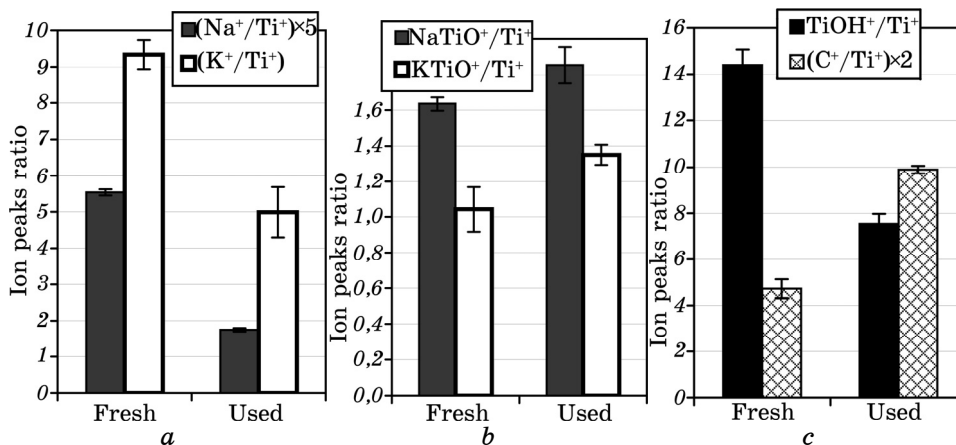 Ion peaks ratio
10
9
8
7
6
5
4
3
2
1
0
(Na⁺/Ti⁺)×5
(K⁺/Ti⁺)
Fresh Used
a
Ion peaks ratio
1,6
1,4
1,2
1,0
0,8
0,6
0,4
0,2
0,0
NaTiO⁺/Ti⁺
KTiO⁺/Ti⁺
Fresh Used
b
Ion peaks ratio
16
14
12
10
8
6
4
2
0
TiOH⁺/Ti⁺
(C⁺/Ti⁺)×2
Fresh Used
c